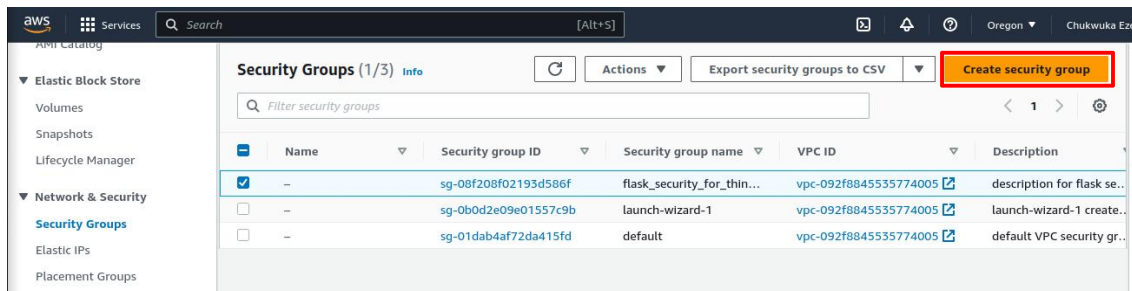 aws Services Search [Alt+S] Oregon ▼ Chukwuka Eze
AMI Catalog
▼ Elastic Block Store
Volumes
Snapshots
Lifecycle Manager
▼ Network & Security
Security Groups
Elastic IPs
Placement Groups
Security Groups (1/3) Info Actions ▼ Export security groups to CSV ▼ Create security group
Filter security groups < 1 >
Name Security group ID Security group name VPC ID Description
– sg-08f208f02193d586f flask_security_for_thin... vpc-092f8845535774005 description for flask se...
– sg-0b0d2e09e01557c9b launch-wizard-1 vpc-092f8845535774005 launch-wizard-1 create...
– sg-01dab4af72da415fd default vpc-092f8845535774005 default VPC security gr...